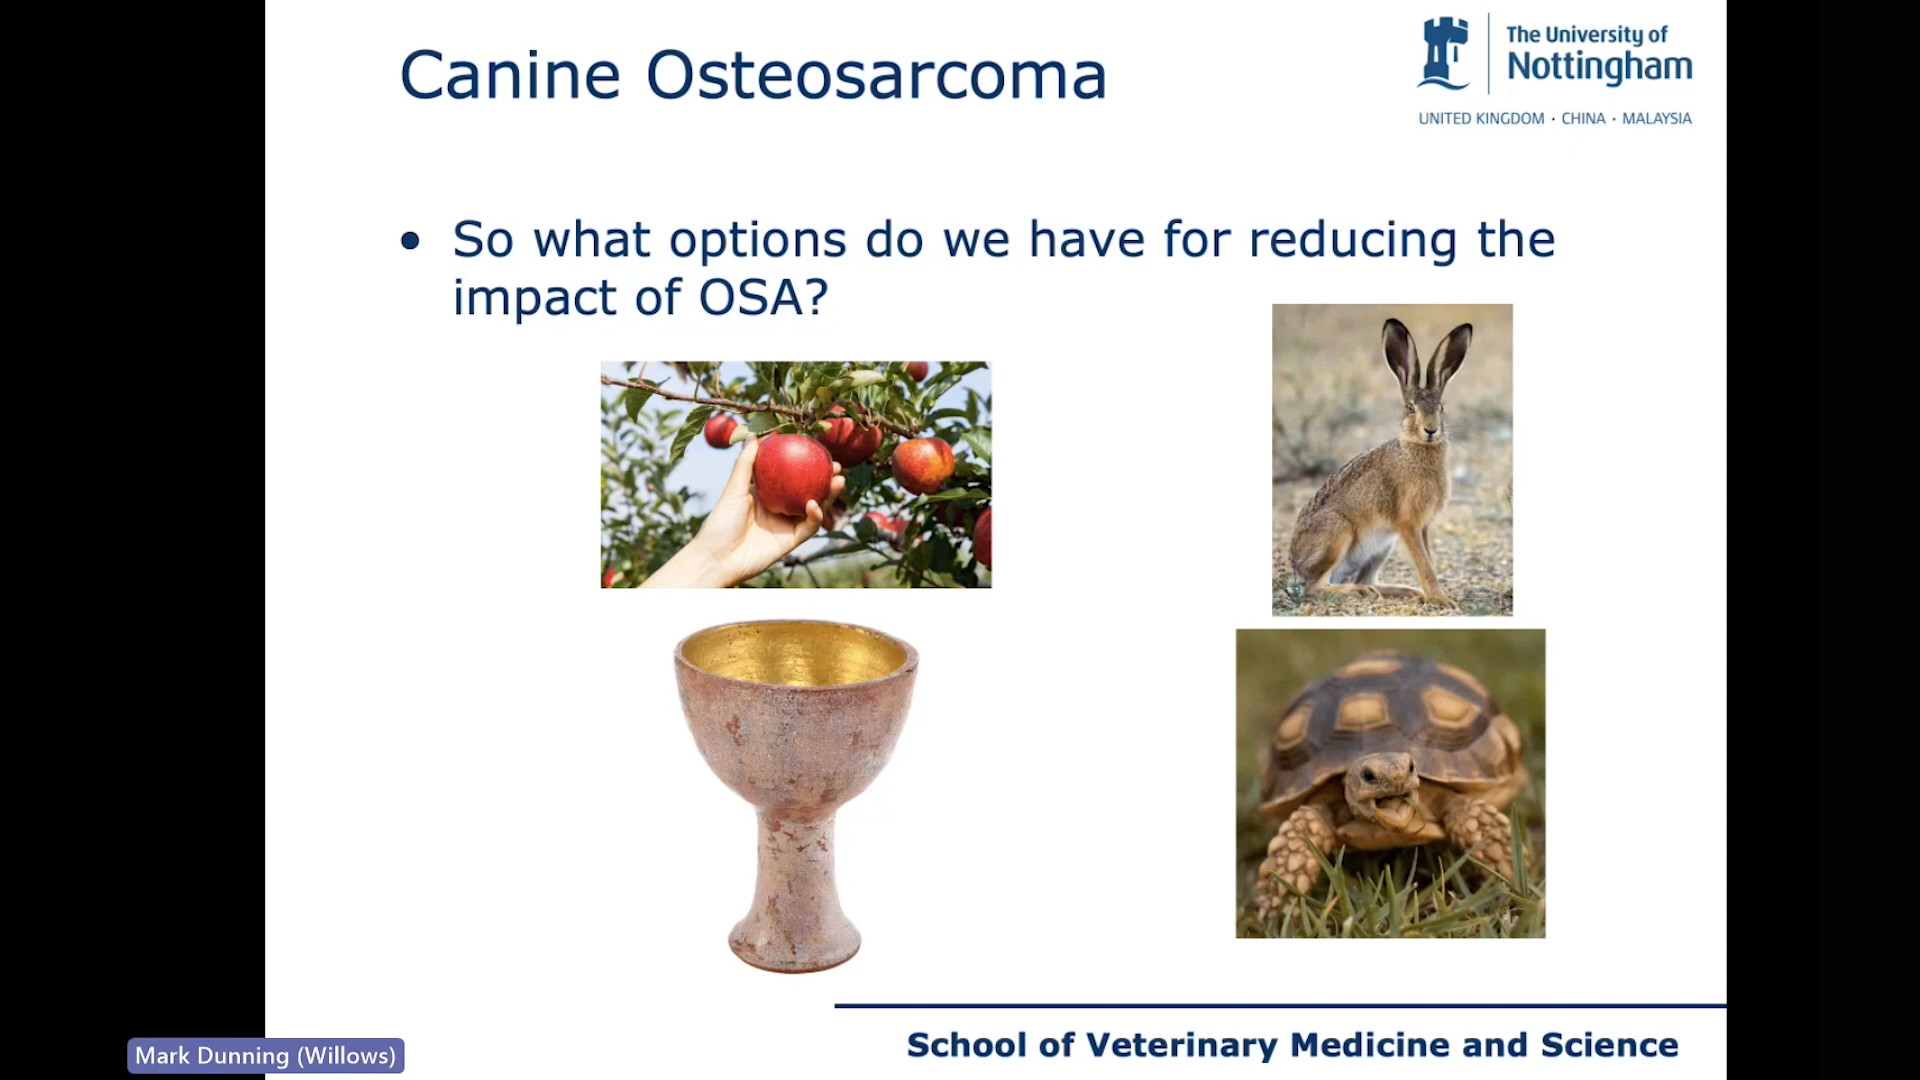 Canine Osteosarcoma
The University of
Nottingham
UNITED KINGDOM · CHINA · MALAYSIA
• So what options do we have for reducing the
impact of OSA?
School of Veterinary Medicine and Science
Mark Dunning (Willows)